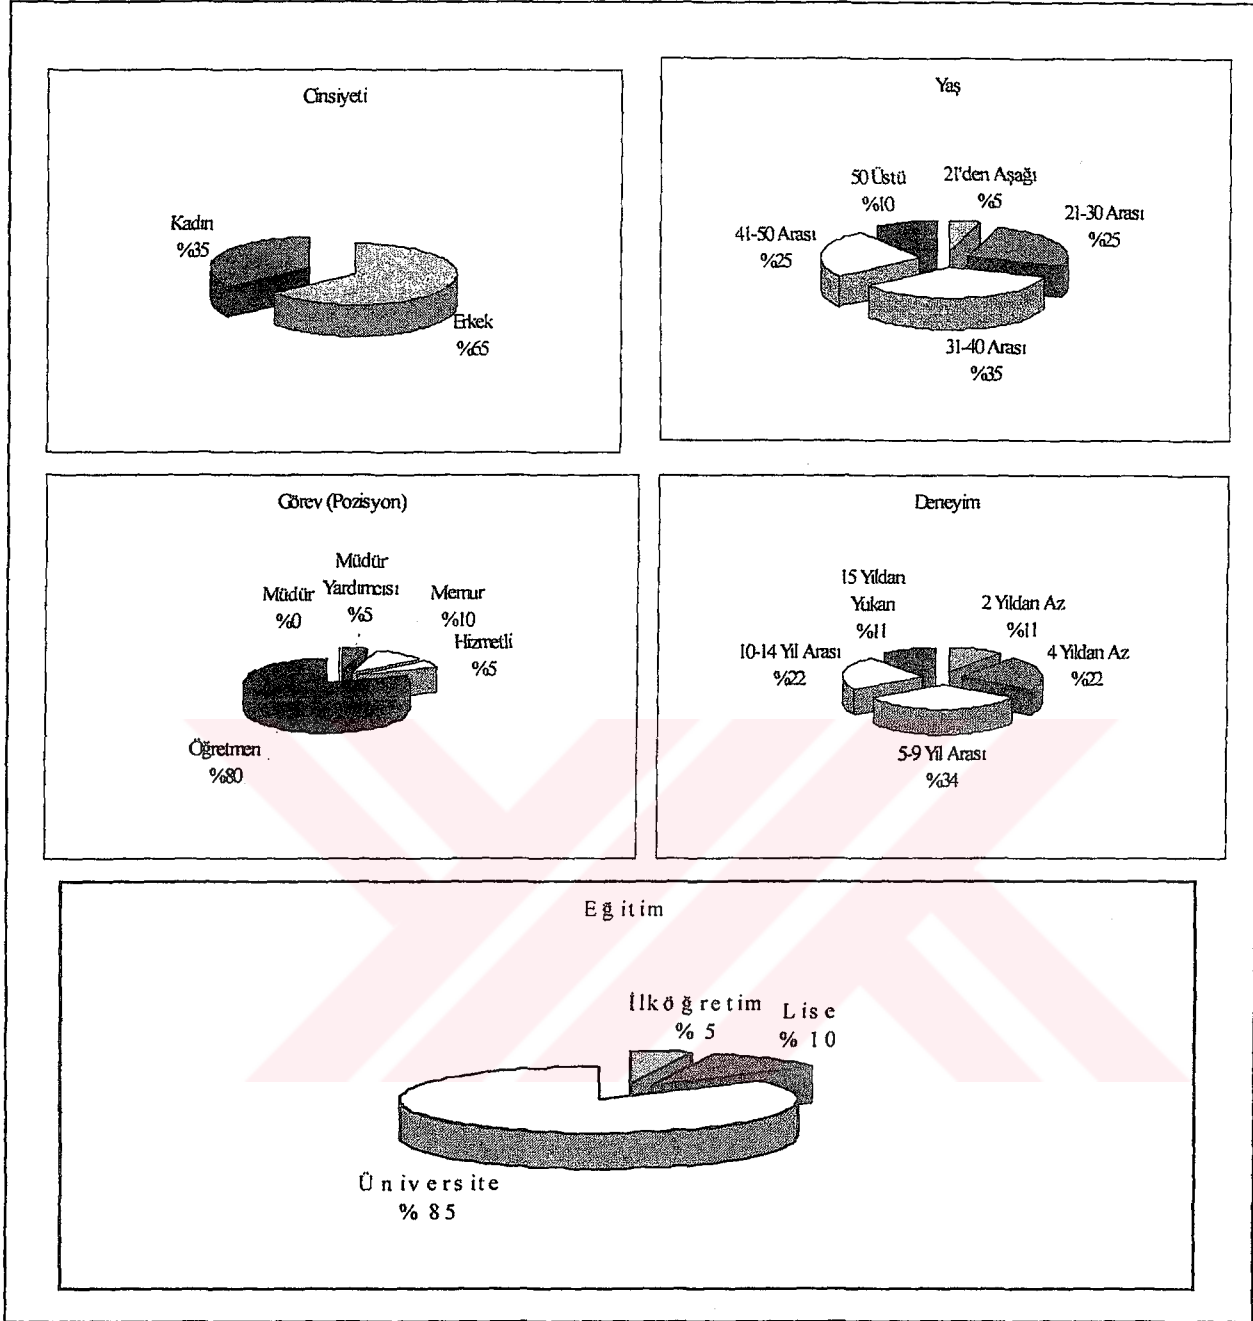 Cinsiyeti
Kadın
%35
Erkek
%65
Yaş
50 Üstü
%10
21'den Aşağı
%5
21-30 Arası
%25
41-50 Arası
%25
31-40 Arası
%35
Görev (Pozisyon)
Müdür
%0
Müdür
Yardımcısı
%5
Memur
%10
Hizmetli
%5
Öğretmen
%80
Deneyim
15 Yıldan
Yukarı
%11
2 Yıldan Az
%11
10-14 Yıl Arası
%22
4 Yıldan Az
%22
5-9 Yıl Arası
%34
Eğitim
İlköğretim
% 5
Lise
% 10
Üniversite
% 85